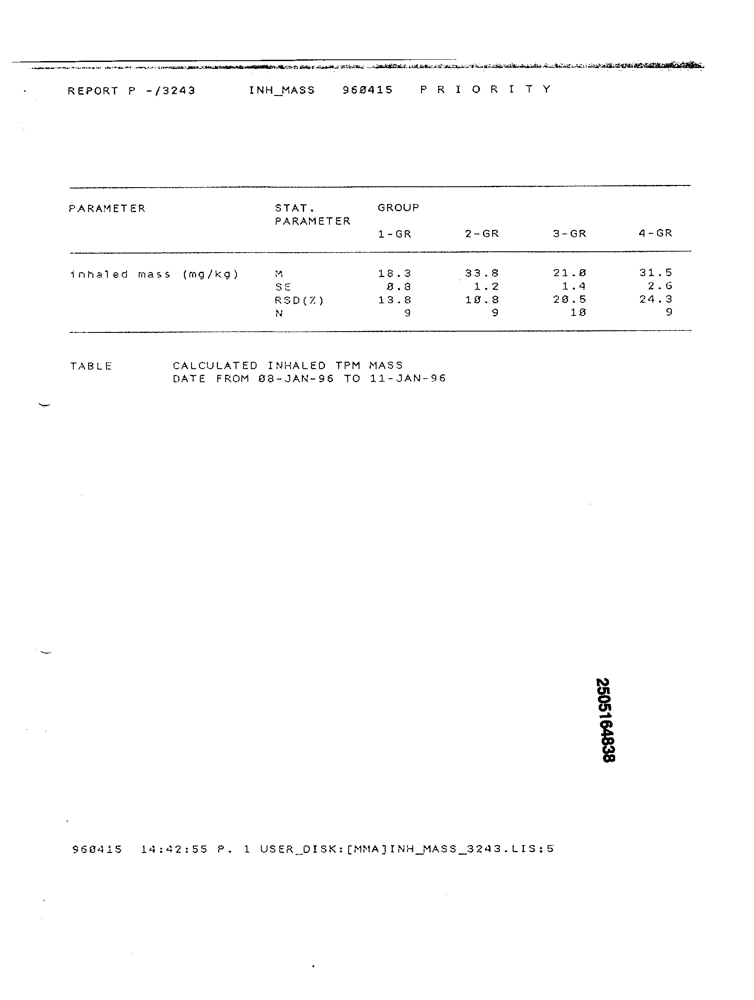 REPORT P -/3243 INH_MASS 960415 P R I O R I T Y
PARAMETER STAT. GROUP
PARAMETER
1-GR 2-GR 3-GR 4-GR
inhaled mass (mg/kg) M 18.3 33.8 21.0 31.5
SE 0.8 1.2 1.4 2.6
RSD(%) 13.8 10.8 20.5 24.3
N 9 9 10 9
TABLE CALCULATED INHALED TPM MASS
DATE FROM 08-JAN-96 TO 11-JAN-96
2505164838
960415 14:42:55 P. 1 USER_DISK:[MMA]INH_MASS_3243.LIS;5